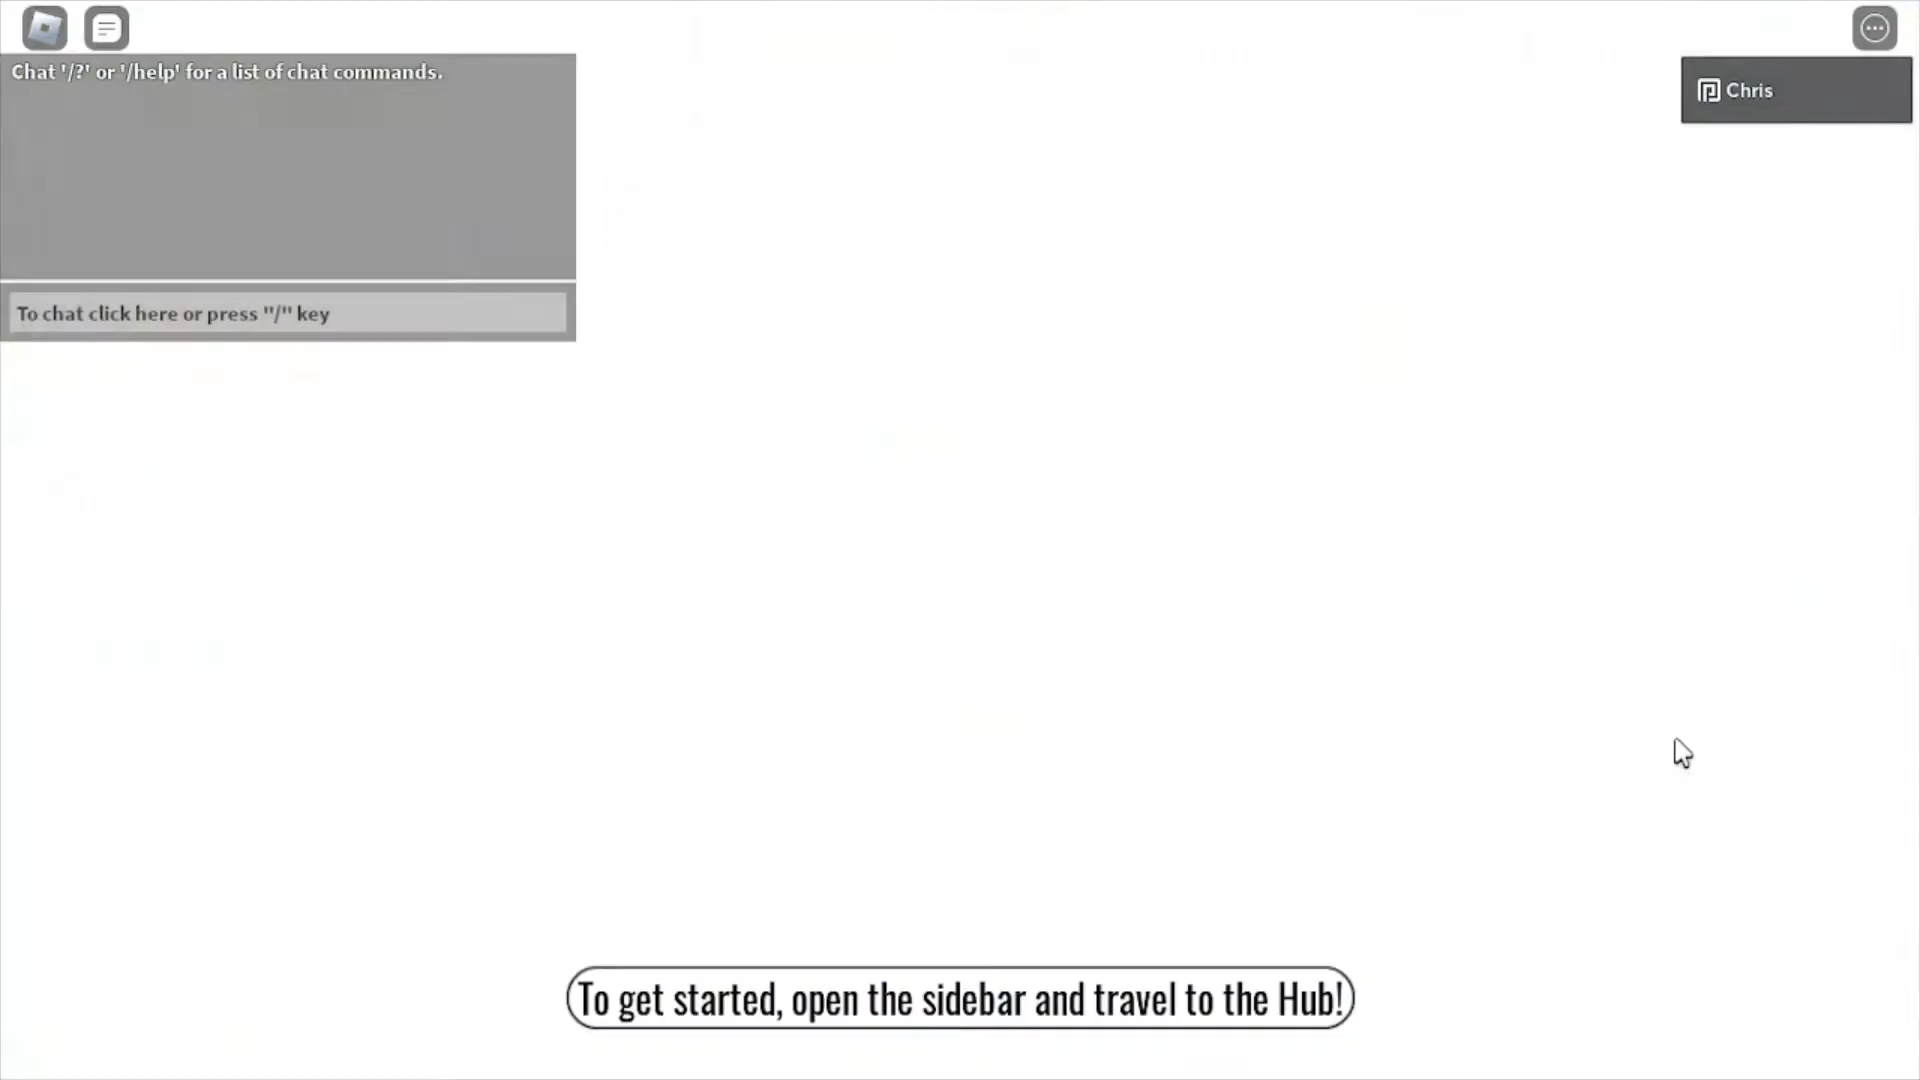 Chat '/?' or '/help' for a list of chat commands.
Chris
To chat click here or press "/" key
To get started, open the sidebar and travel to the Hub!